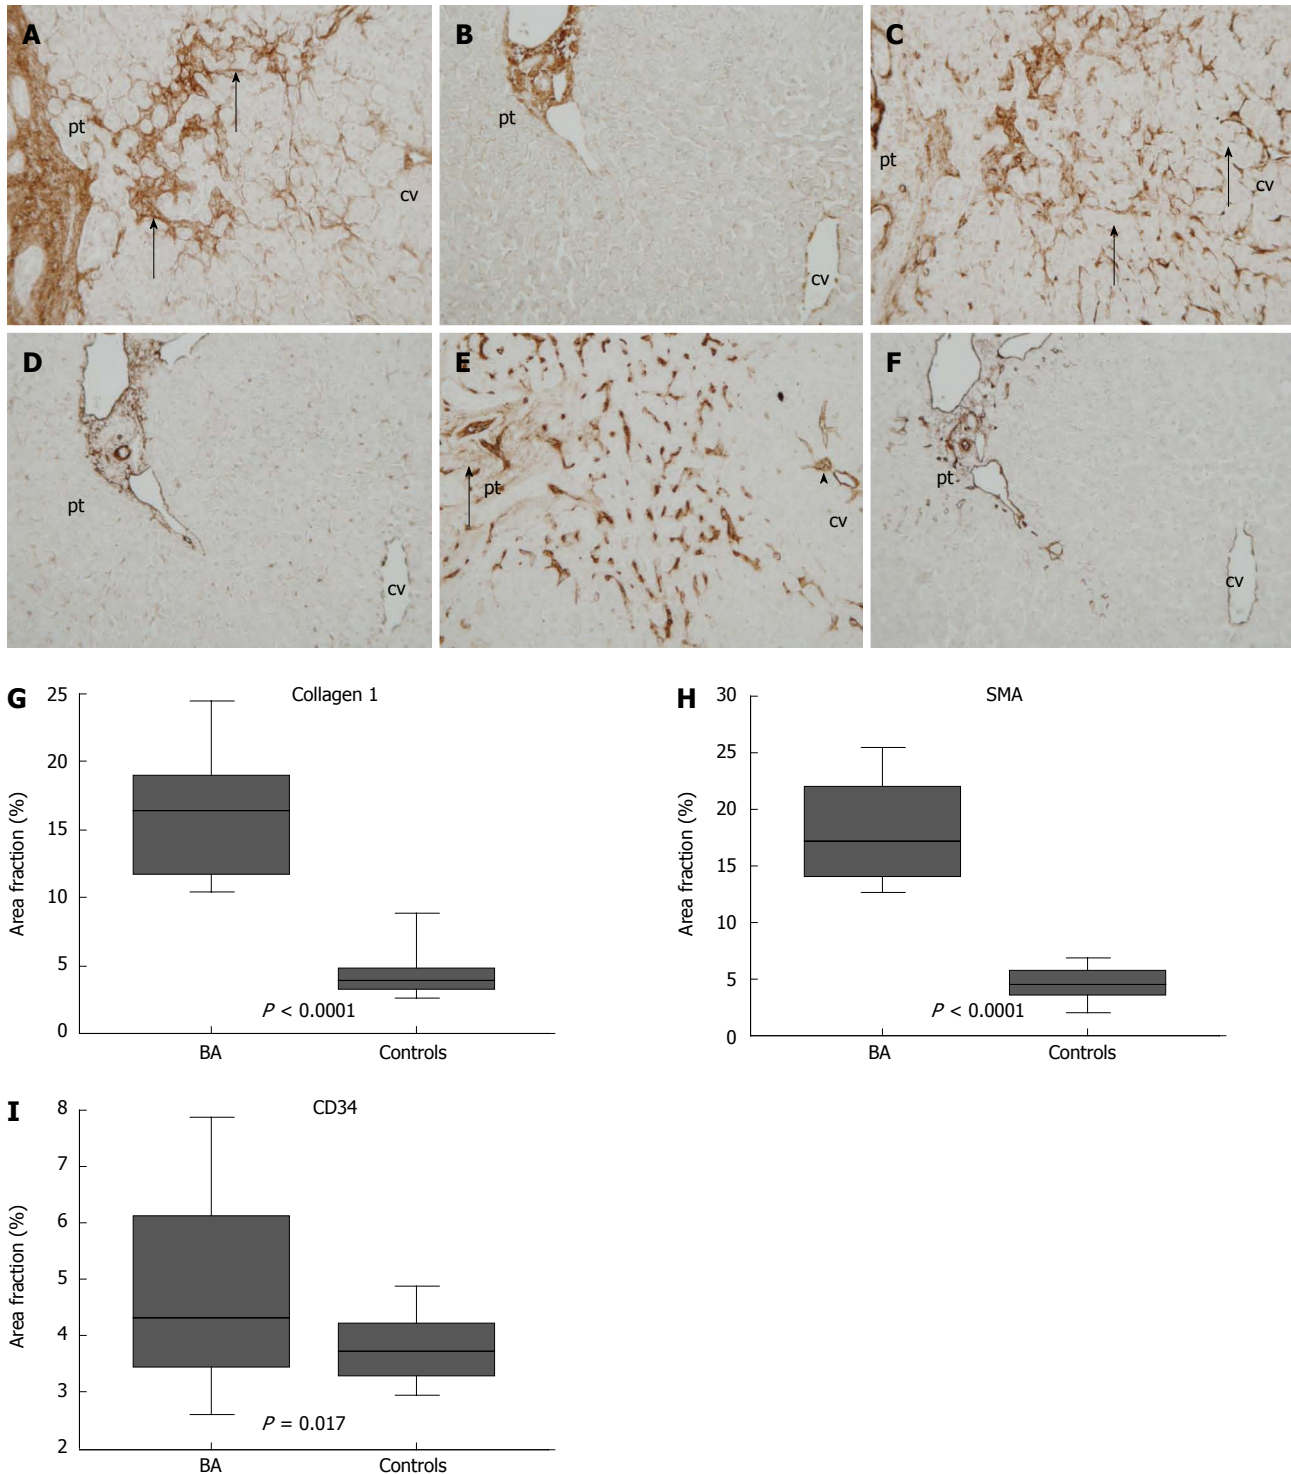 A
pt
cv
B
pt
cv
C
pt
cv
D
pt
cv
E
pt
cv
F
pt
cv
G
Collagen 1
Area fraction (%)
25
20
15
10
5
0
P < 0.0001
BA Controls
H
SMA
Area fraction (%)
30
25
20
15
10
5
0
P < 0.0001
BA Controls
I
CD34
Area fraction (%)
8
7
6
5
4
3
2
P = 0.017
BA Controls